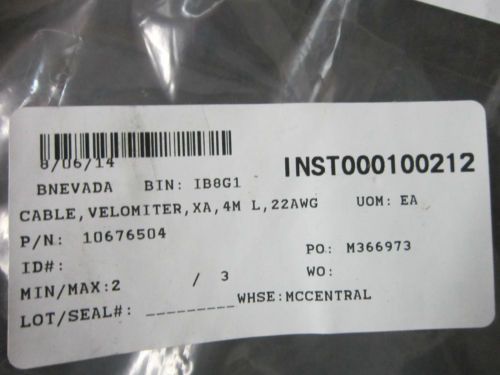 8/06/14
INST000100212
BNEVADA BIN: IB8G1
CABLE,VELOMITER,XA,4M L,22AWG UOM: EA
P/N: 10676504
PO: M366973
ID#:
WO:
MIN/MAX:2 / 3
LOT/SEAL#: _________ WHSE:MCCENTRAL